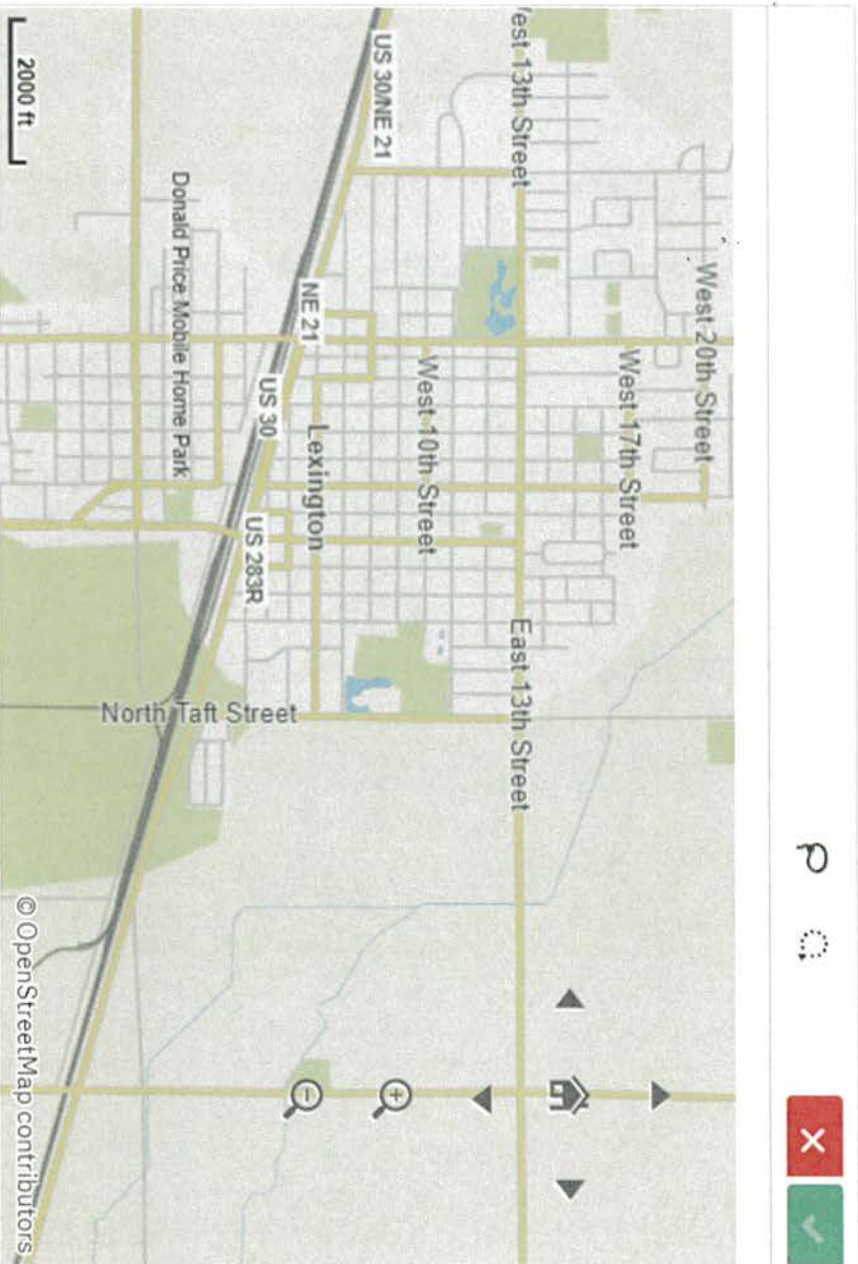 West 20th Street
West 17th Street
est 13th Street
East 13th Street
West 10th Street
US 30/NE 21
NE 21
Lexington
US 30
US 283R
North Taft Street
Donald Price Mobile Home Park
2000 ft
© OpenStreetMap contributors